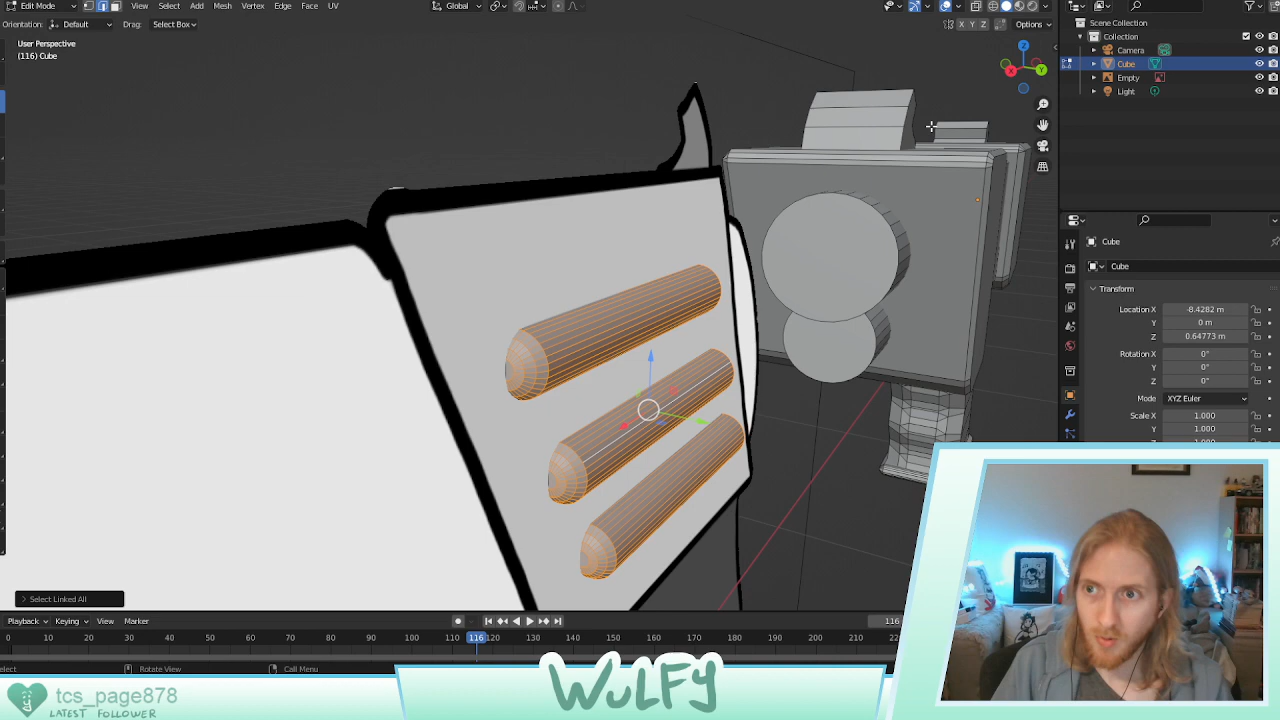 Edit Mode View Select Add Mesh Vertex Edge Face UV Global
Orientation: Default Drag: Select Box X Y Z Options
User Perspective
(116) Cube
X Y Z
Scene Collection
Collection
Camera
Cube
Empty
Light
Cube
Cube
Transform
Location X -8.4282 m
Y 0 m
Z 0.64773 m
Rotation X 0°
Y 0°
Z 0°
Mode XYZ Euler
Scale X 1.000
Y 1.000
Select Linked All
Playback Keying View Marker 116
0 10 20 30 40 50 60 70 80 90 100 110 116 120 130 140 150 160 170 180 190 200 210
Rotate View Call Menu
tcs_page878
LATEST FOLLOWER
WULFY